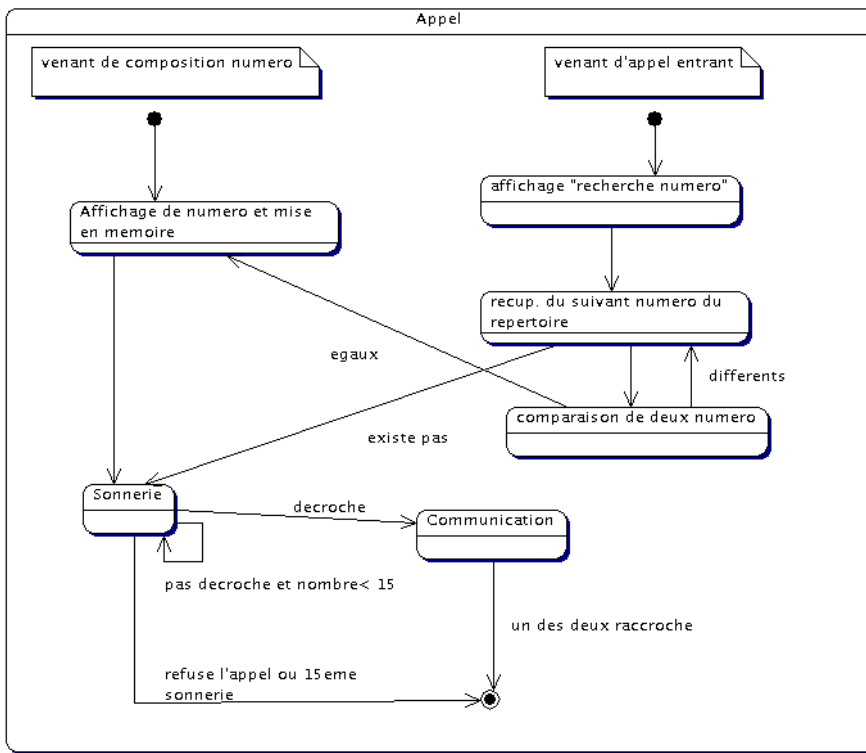 Appel
venant de composition numero
venant d'appel entrant
affichage "recherche numero"
Affichage de numero et mise
en memoire
recup. du suivant numero du
repertoire
egaux
differents
comparaison de deux numero
existe pas
Sonnerie
decroche
Communication
pas decroche et nombre< 15
un des deux raccroche
refuse l'appel ou 15eme
sonnerie